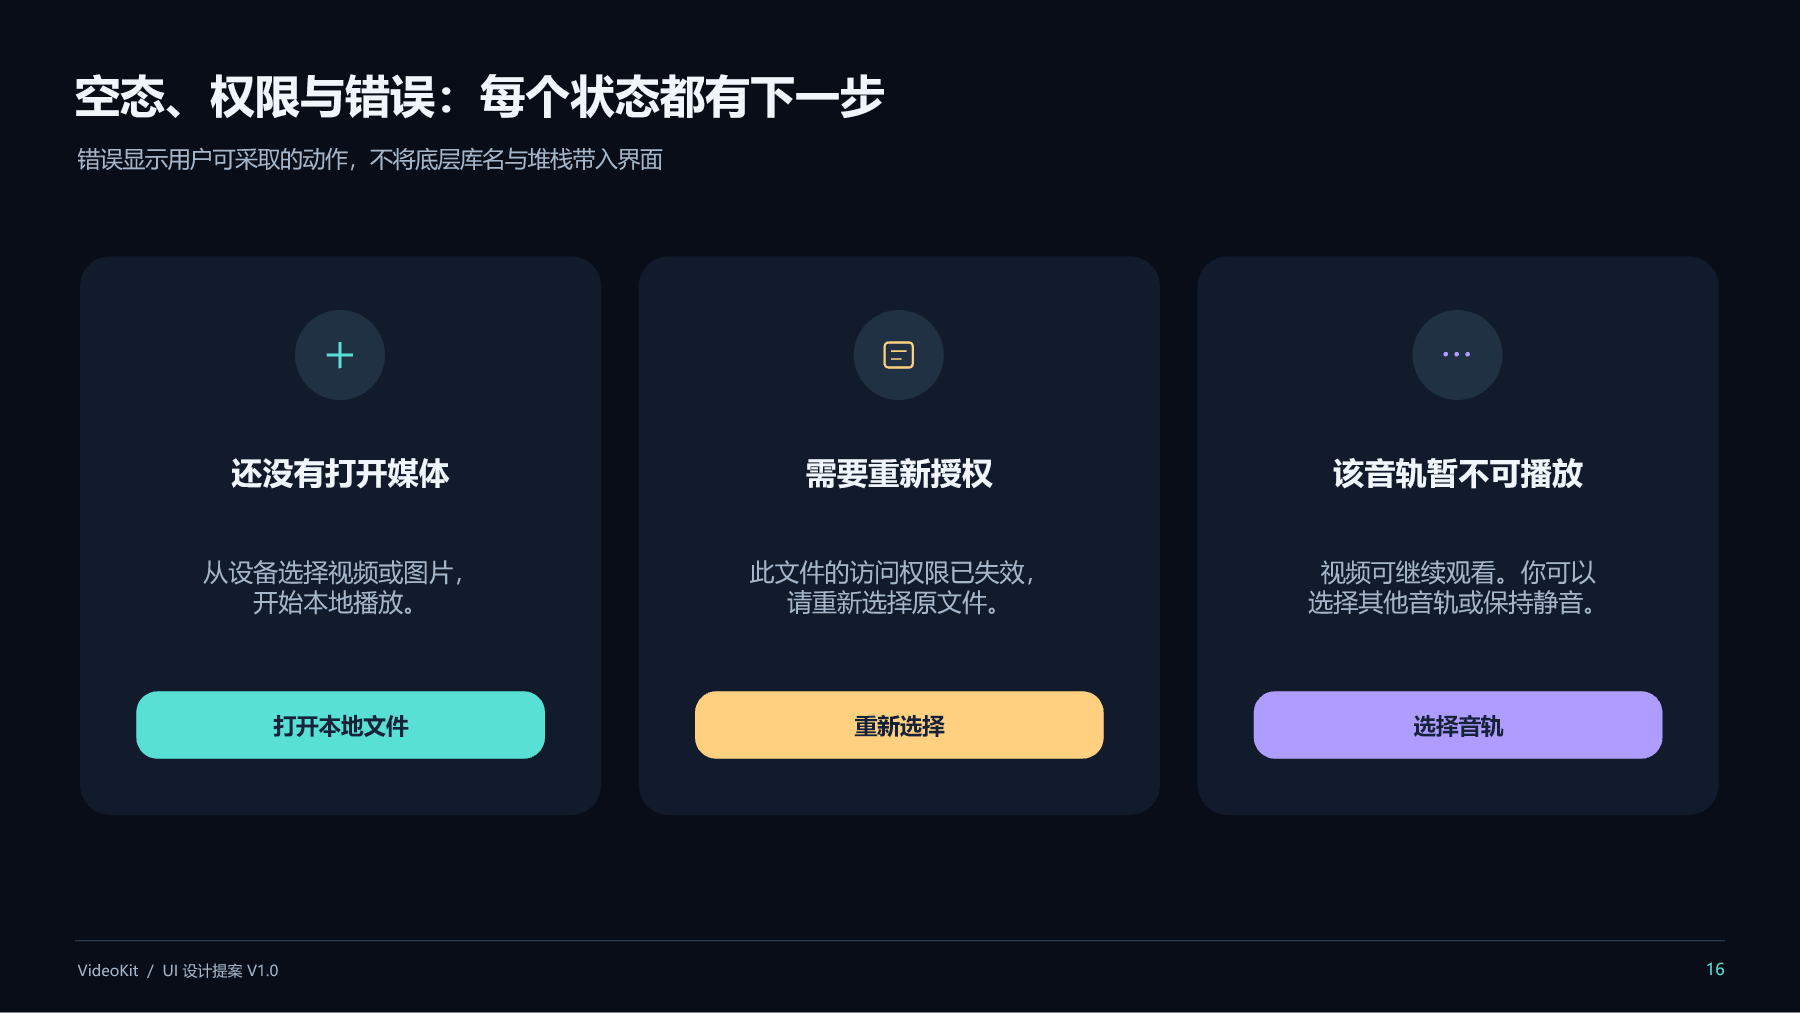 空态、权限与错误：每个状态都有下一步
错误显示用户可采取的动作，不将底层库名与堆栈带入界面
还没有打开媒体
从设备选择视频或图片，
开始本地播放。
打开本地文件
需要重新授权
此文件的访问权限已失效，
请重新选择原文件。
重新选择
该音轨暂不可播放
视频可继续观看。你可以
选择其他音轨或保持静音。
选择音轨
VideoKit / UI 设计提案 V1.0
16